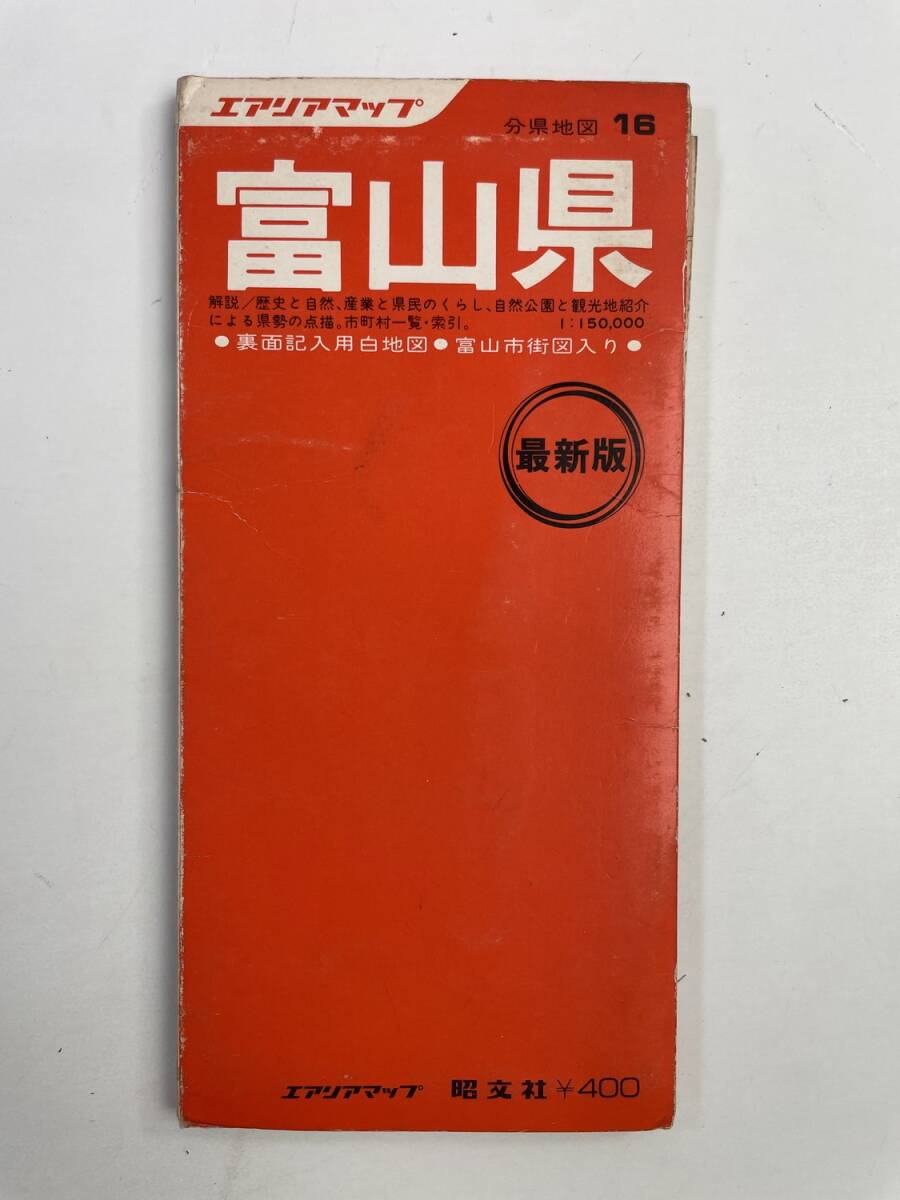 エアリアマップ
分県地図 16
富山県
解説/歴史と自然、産業と県民のくらし、自然公園と観光地紹介
による県勢の点描。市町村一覧・索引。 1:150,000
●裏面記入用白地図●富山市街図入り●
最新版
エアリアマップ 昭文社 ¥400